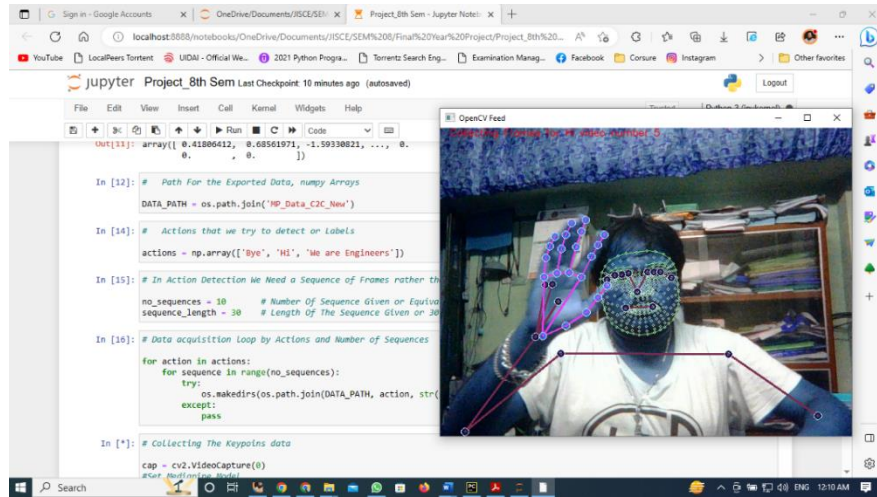 Sign in - Google Accounts
OneDrive/Documents/JISCE/SEM
Project_8th Sem - Jupyter Noteb
localhost:8888/notebooks/OneDrive/Documents/JISCE/SEM%208/Final%20Year%20Project/Project_8th%20...
YouTube LocalPeers Torrtent UIDAI - Official We... 2021 Python Progra... Torrentz Search Eng... Examination Manag... Facebook Corsure Instagram Other favorites
jupyter Project_8th Sem Last Checkpoint: 10 minutes ago (autosaved) Logout
File Edit View Insert Cell Kernel Widgets Help
Run Code
OpenCV Feed
Collecting frames for Hi video number 5
Out[11]: array([ 0.41806412, 0.68561971, -1.59330821, ..., 0.
0. , 0. ])
In [12]: # Path For the Exported Data, numpy Arrays
DATA_PATH = os.path.join('MP_Data_C2C_New')
In [14]: # Actions that we try to detect or Labels
actions = np.array(['Bye', 'Hi', 'We are Engineers'])
In [15]: # In Action Detection We Need a Sequence of Frames rather th
no_sequences = 10 # Number Of Sequence Given or Equiva
sequence_length = 30 # Length Of The Sequence Given or 30
In [16]: # Data acquisition Loop by Actions and Number of Sequences
for action in actions:
for sequence in range(no_sequences):
try:
os.makedirs(os.path.join(DATA_PATH, action, str(
except:
pass
In [*]: # Collecting The Keypoins data
cap = cv2.VideoCapture(0)
Search
ENG 12:10 AM